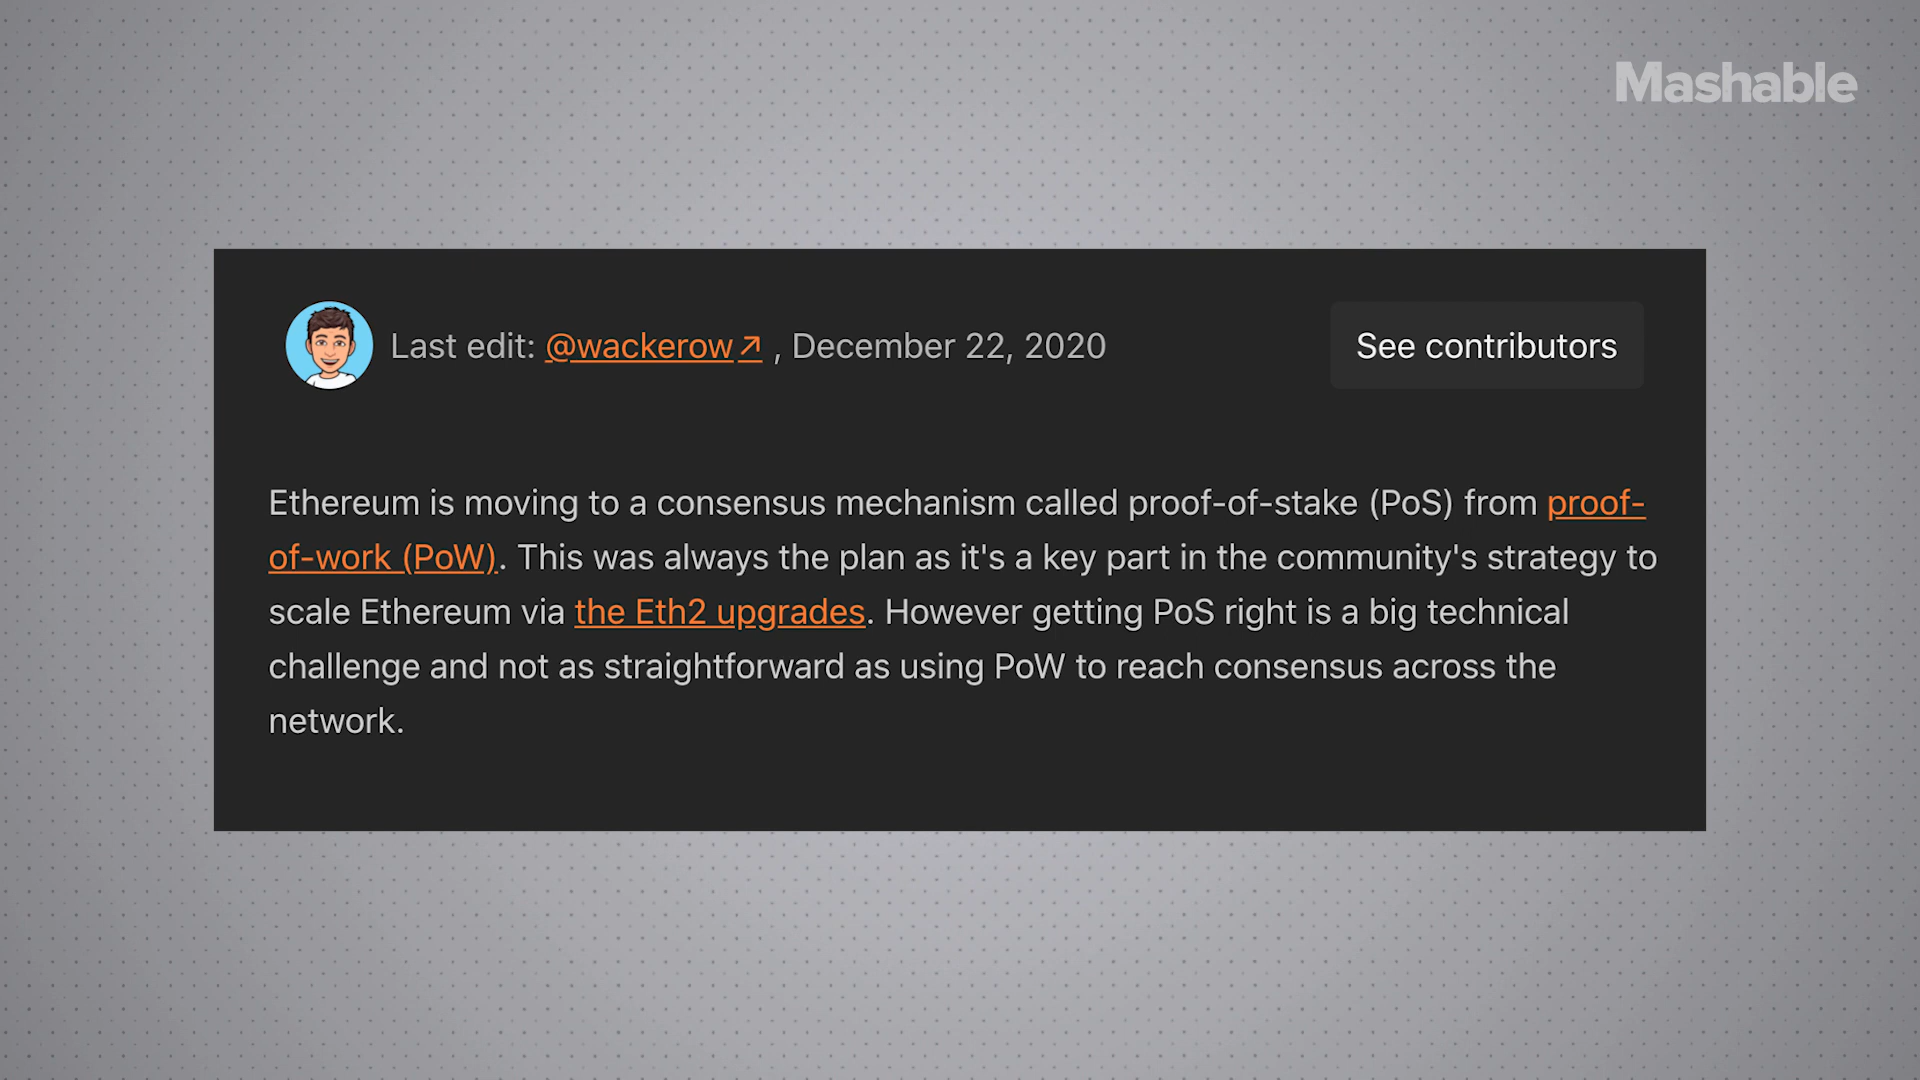 Mashable
Last edit: @wackerow↗ , December 22, 2020
See contributors
Ethereum is moving to a consensus mechanism called proof-of-stake (PoS) from proof-
of-work (PoW). This was always the plan as it's a key part in the community's strategy to
scale Ethereum via the Eth2 upgrades. However getting PoS right is a big technical
challenge and not as straightforward as using PoW to reach consensus across the
network.